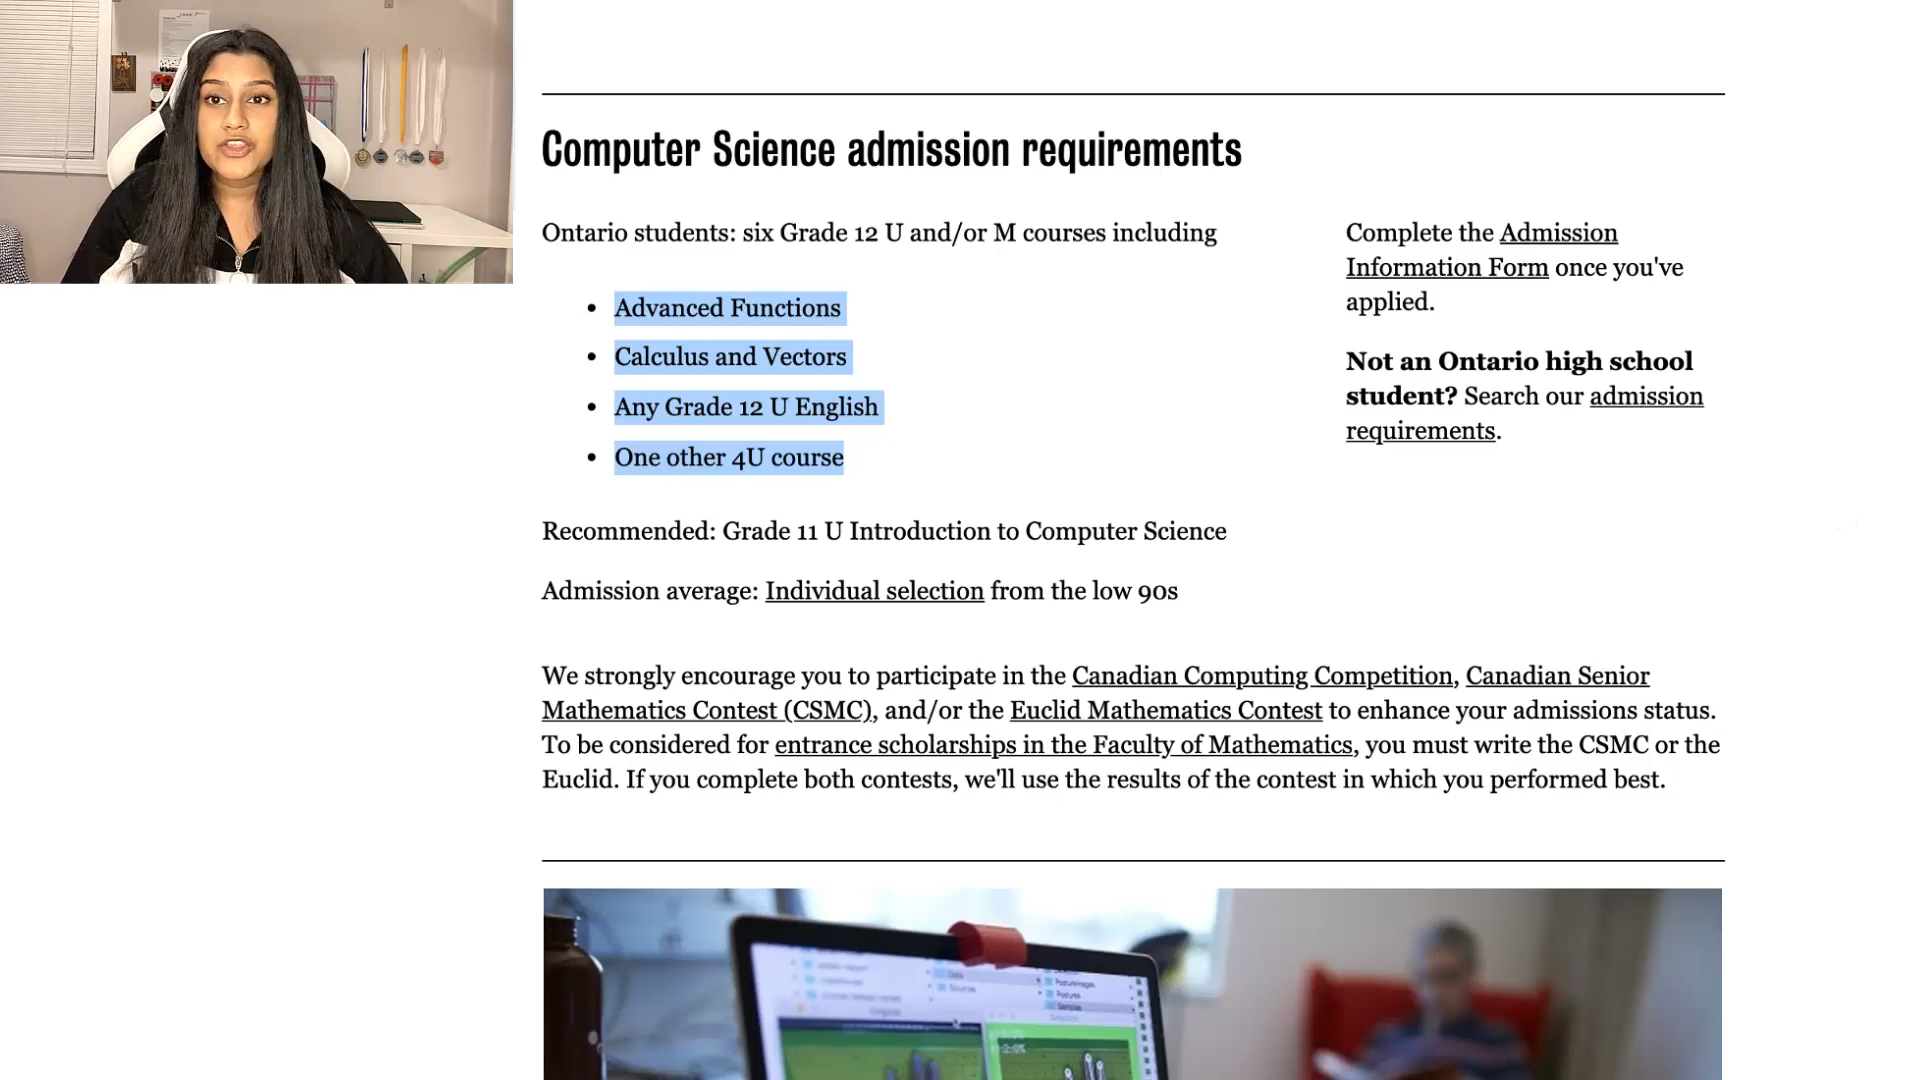 Computer Science admission requirements
Ontario students: six Grade 12 U and/or M courses including
• Advanced Functions
• Calculus and Vectors
• Any Grade 12 U English
• One other 4U course
Recommended: Grade 11 U Introduction to Computer Science
Admission average: Individual selection from the low 90s
Complete the Admission
Information Form once you've
applied.
Not an Ontario high school
student? Search our admission
requirements.
We strongly encourage you to participate in the Canadian Computing Competition, Canadian Senior
Mathematics Contest (CSMC), and/or the Euclid Mathematics Contest to enhance your admissions status.
To be considered for entrance scholarships in the Faculty of Mathematics, you must write the CSMC or the
Euclid. If you complete both contests, we'll use the results of the contest in which you performed best.
Data
Sources
PostureImages
Postures
Samples
Original